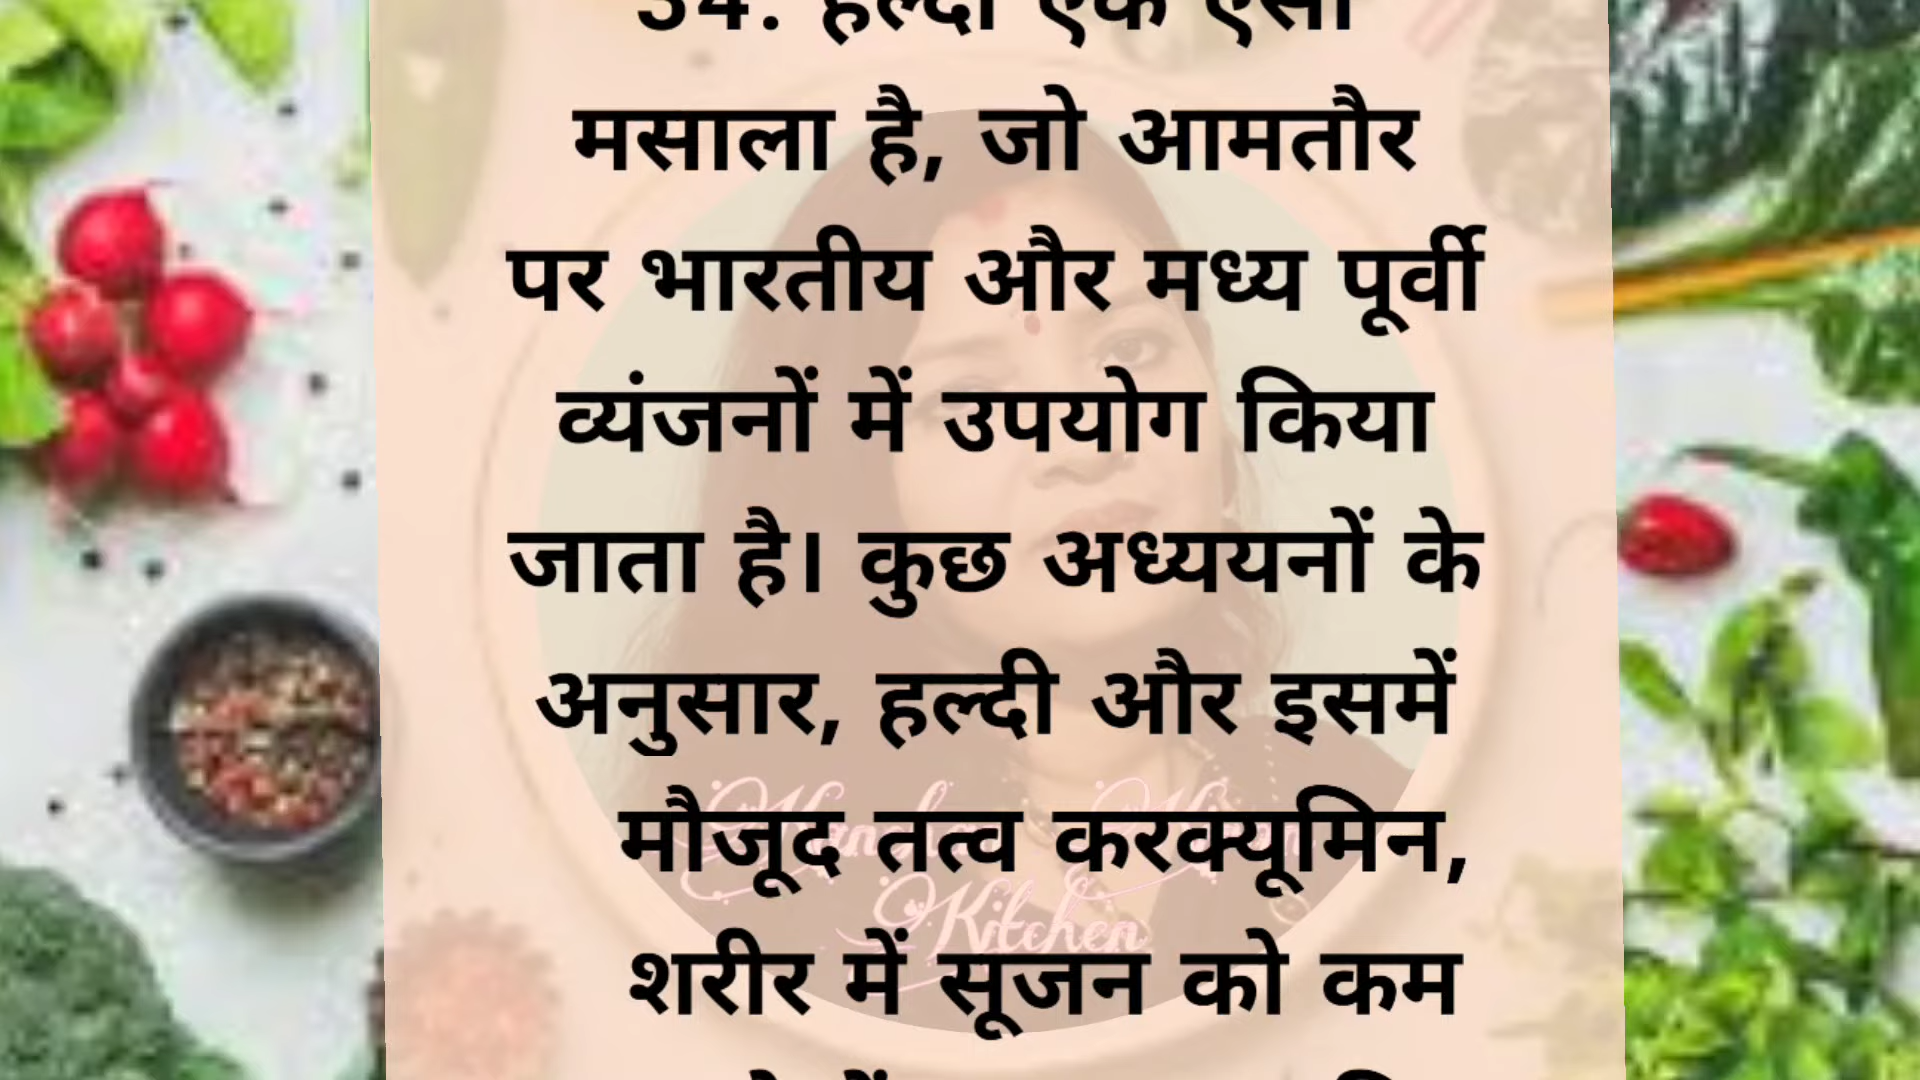 34. हल्दी एक ऐसा
मसाला है, जो आमतौर
पर भारतीय और मध्य पूर्वी
व्यंजनों में उपयोग किया
जाता है। कुछ अध्ययनों के
अनुसार, हल्दी और इसमें
मौजूद तत्व करक्यूमिन,
Kitchen
शरीर में सूजन को कम